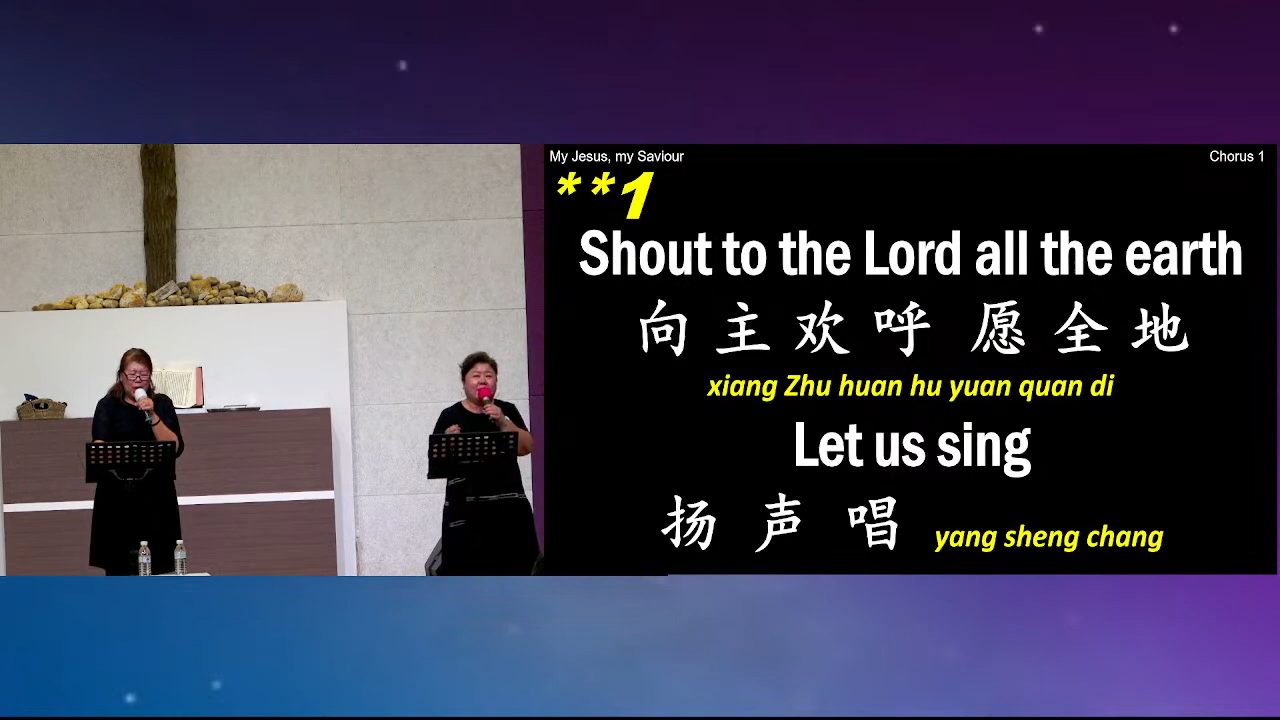 My Jesus, my Saviour
Chorus 1
**1
Shout to the Lord all the earth
向主欢呼 愿全地
xiang Zhu huan hu yuan quan di
Let us sing
扬声唱 yang sheng chang